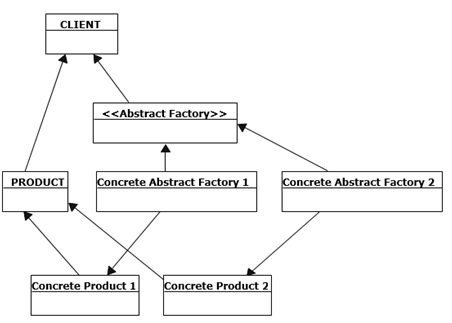 CLIENT
<<Abstract Factory>>
PRODUCT
Concrete Abstract Factory 1
Concrete Abstract Factory 2
Concrete Product 1
Concrete Product 2